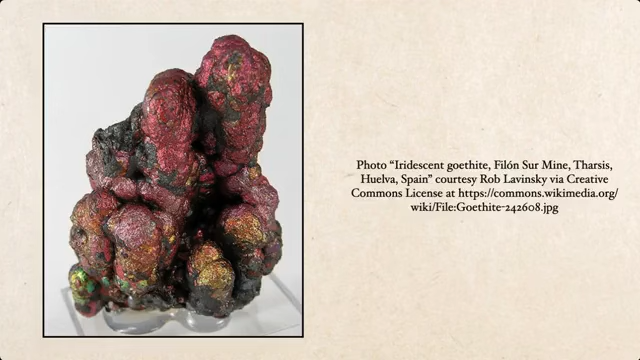 Photo “Iridescent goethite, Filón Sur Mine, Tharsis,
Huelva, Spain” courtesy Rob Lavinsky via Creative
Commons License at https://commons.wikimedia.org/
wiki/File:Goethite-242608.jpg